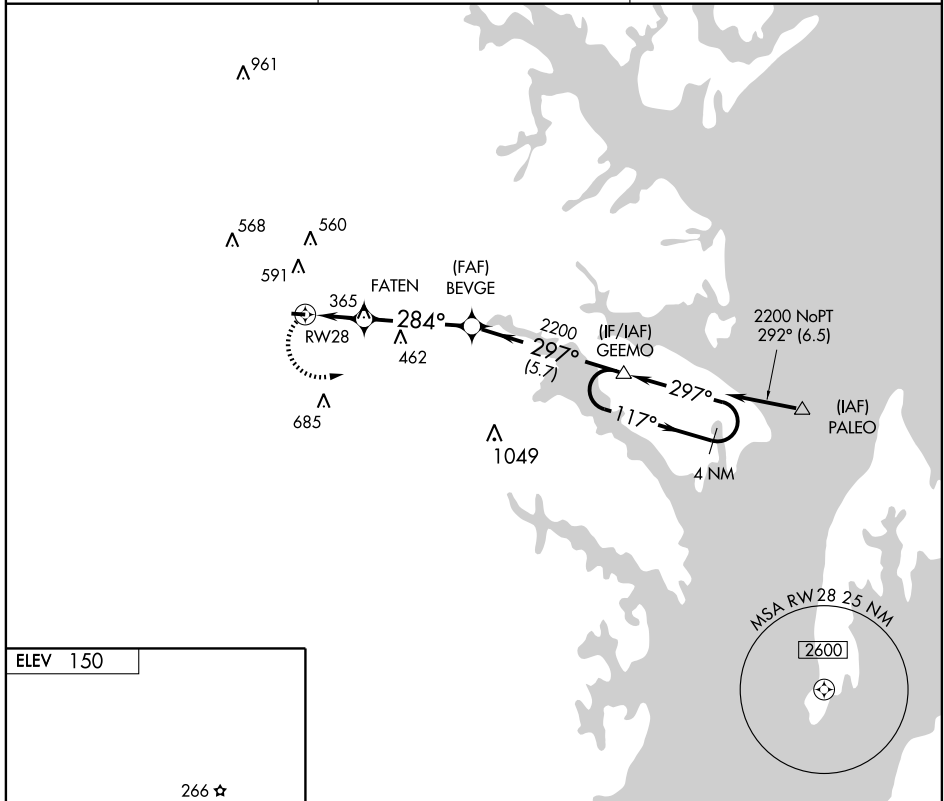 961
568
560
591
365
FATEN
(FAF)
BEVGE
RW28
284°
462
2200
297°
(5.7)
(IF/IAF)
GEEMO
2200 NoPT
292° (6.5)
297°
117°
(IAF)
PALEO
4 NM
685
1049
MSA RW 28 25 NM
2600
ELEV 150
266